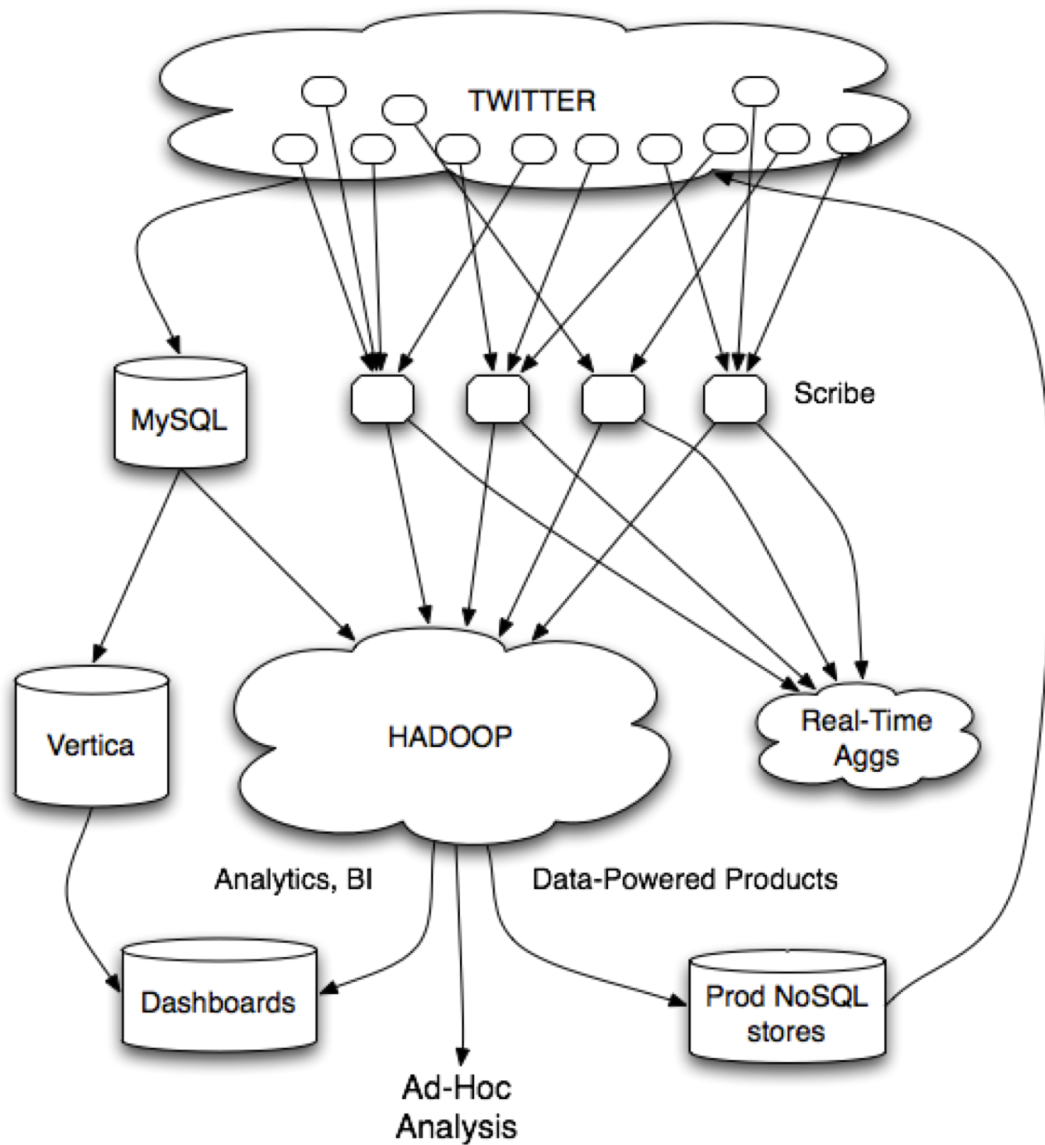 TWITTER
MySQL
Scribe
Vertica
HADOOP
Real-Time
Aggs
Analytics, BI
Data-Powered Products
Dashboards
Prod NoSQL
stores
Ad-Hoc
Analysis